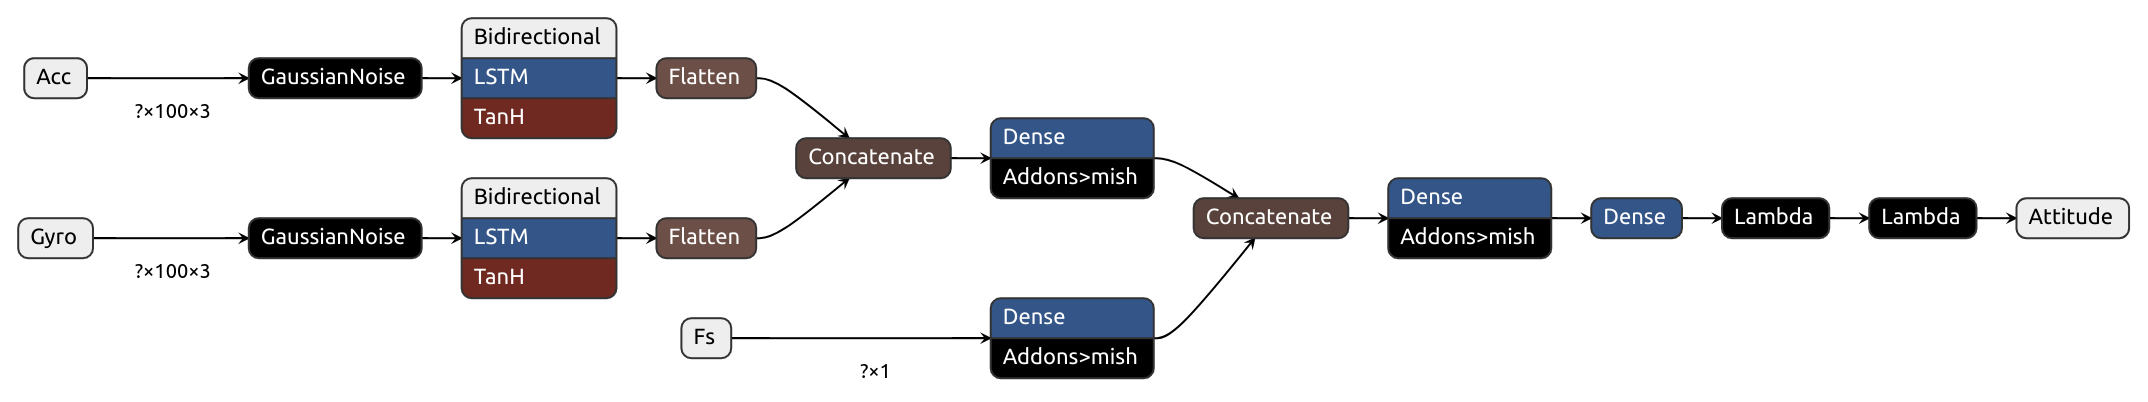 Acc
?×100×3
GaussianNoise
Bidirectional
LSTM
TanH
Flatten
Gyro
?×100×3
GaussianNoise
Bidirectional
LSTM
TanH
Flatten
Concatenate
Dense
Addons>mish
Fs
?×1
Dense
Addons>mish
Concatenate
Dense
Addons>mish
Dense
Lambda
Lambda
Attitude